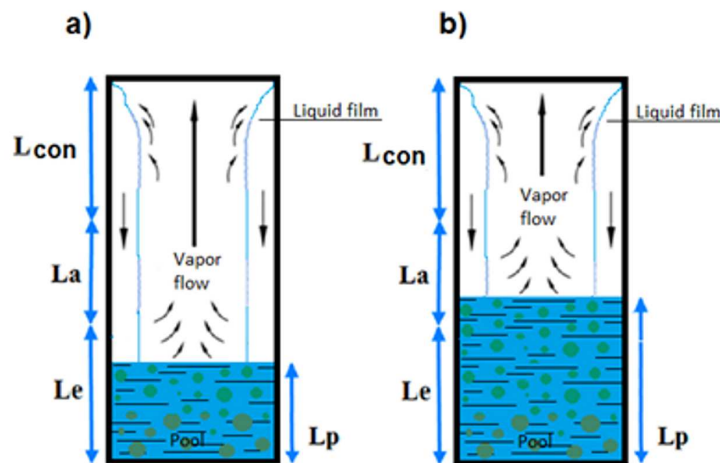 a)
Liquid film
Lcon
Vapor
flow
La
Le
Lp
Pool
b)
Liquid film
Lcon
Vapor
flow
La
Le
Lp
Pool